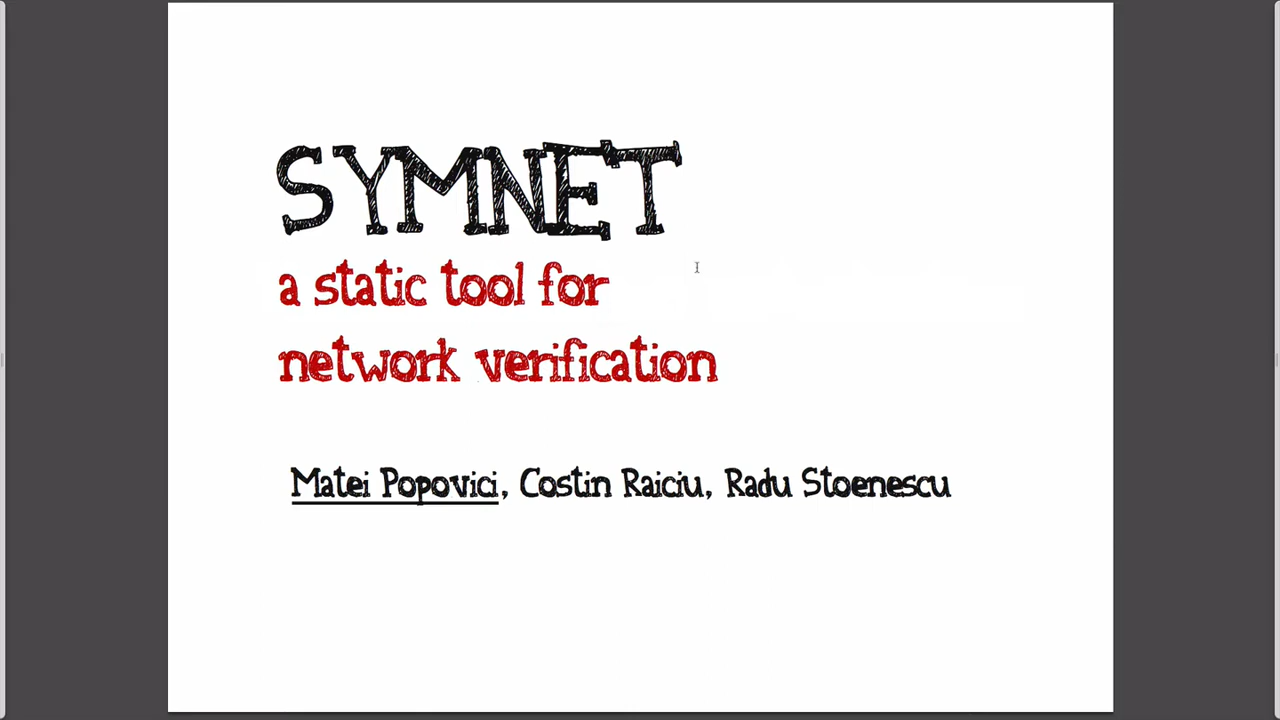 SYMNET
a static tool for
network verification
Matei Popovici, Costin Raiciu, Radu Stoenescu